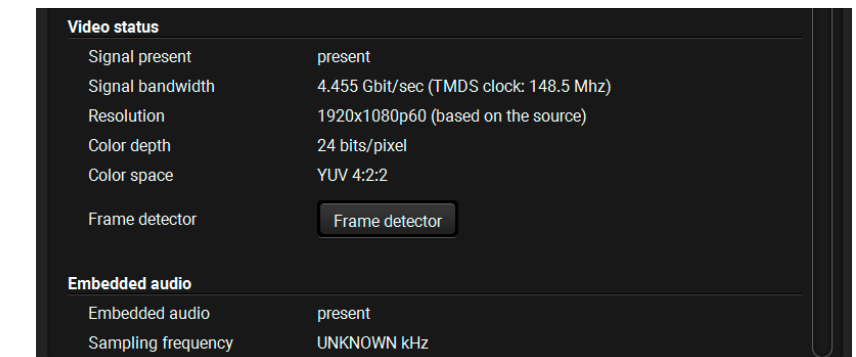 Video status
Signal present present
Signal bandwidth 4.455 Gbit/sec (TMDS clock: 148.5 Mhz)
Resolution 1920x1080p60 (based on the source)
Color depth 24 bits/pixel
Color space YUV 4:2:2
Frame detector Frame detector
Embedded audio
Embedded audio present
Sampling frequency UNKNOWN kHz